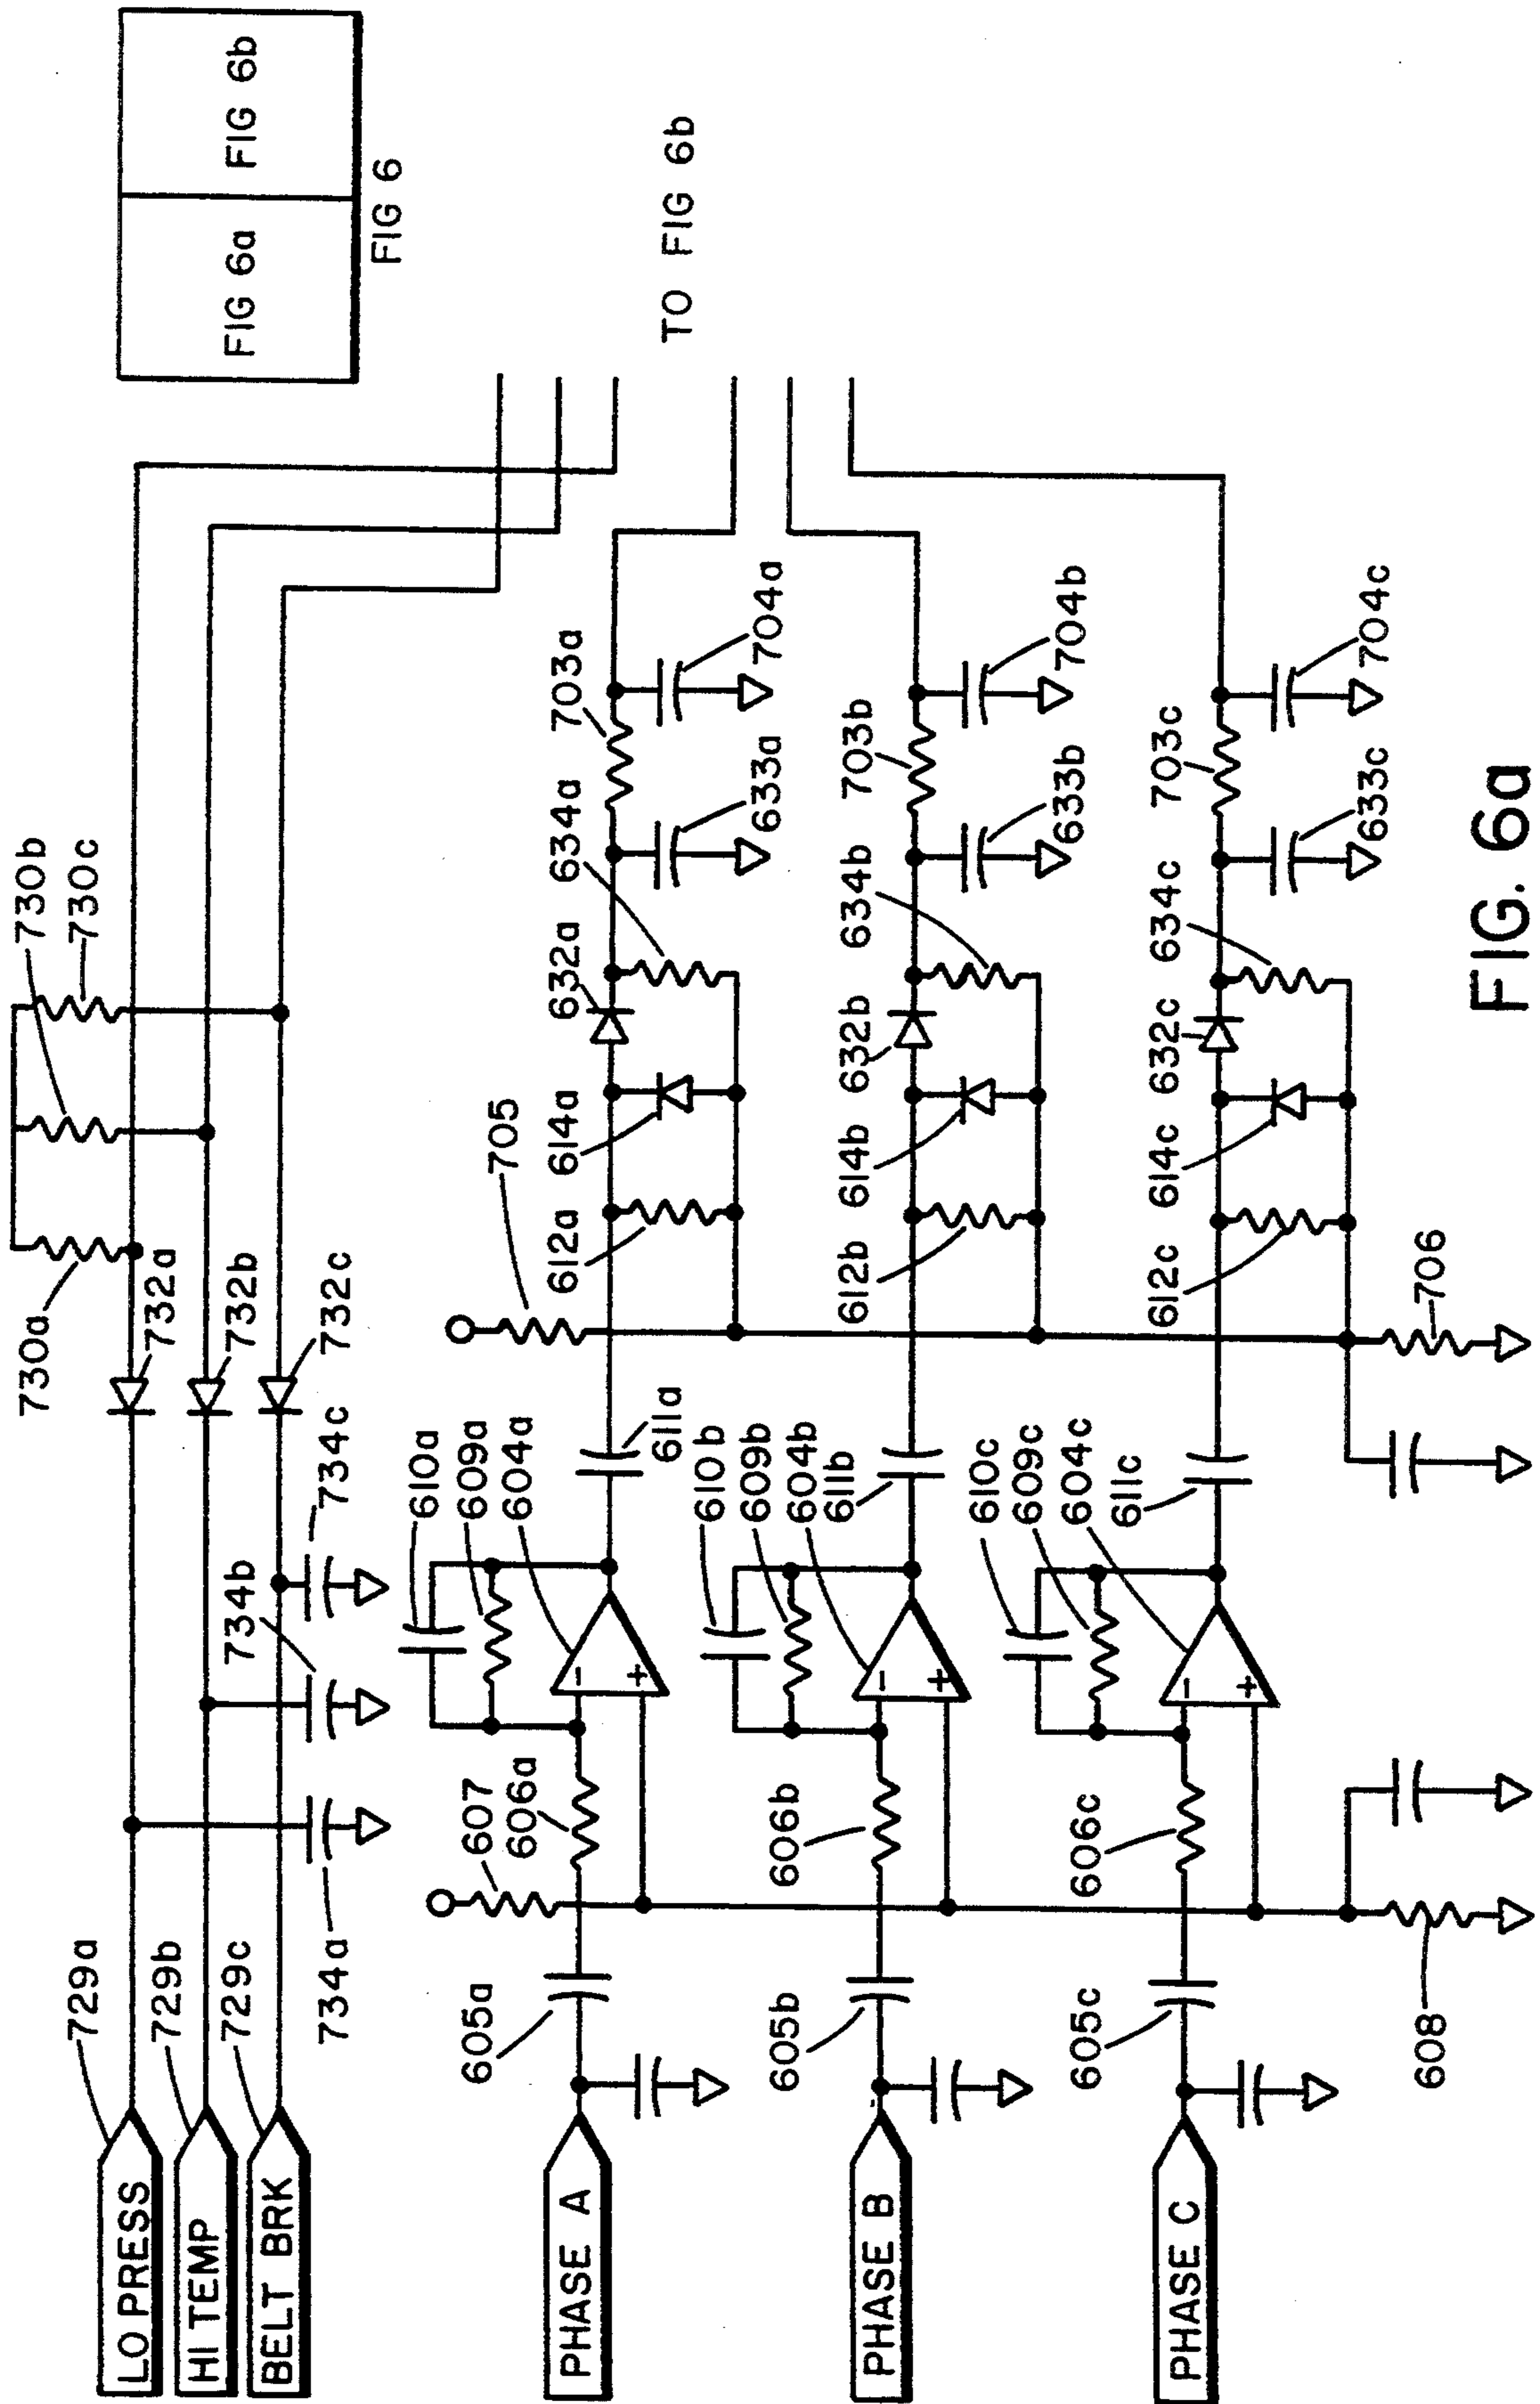 FIG 6a
FIG 6b
FIG 6
730b
730c
730a
732a
732b
732c
729a
729b
729c
734a
734b
734c
LO PRESS
HI TEMP
BELT BRK
TO FIG 6b
607
606a
605a
610a
609a
604a
611a
705
612a
614a
632a
634a
703a
633a
704a
PHASE A
605b
606b
610b
609b
604b
611b
612b
614b
632b
634b
703b
633b
704b
PHASE B
605c
606c
610c
609c
604c
611c
612c
614c
632c
634c
703c
633c
704c
PHASE C
608
706
-
+
-
+
-
+
FIG. 6a